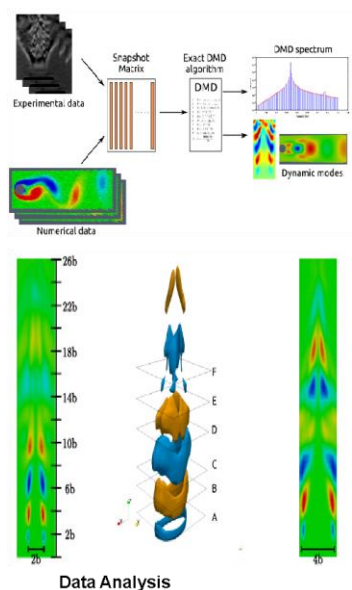 Snapshot
Matrix
Exact DMD
algorithm
DMD
DMD spectrum
Experimental data
Dynamic modes
Numerical data
26b
22b
18b
14b
10b
6b
2b
2b
F
E
D
C
B
A
4b
Data Analysis